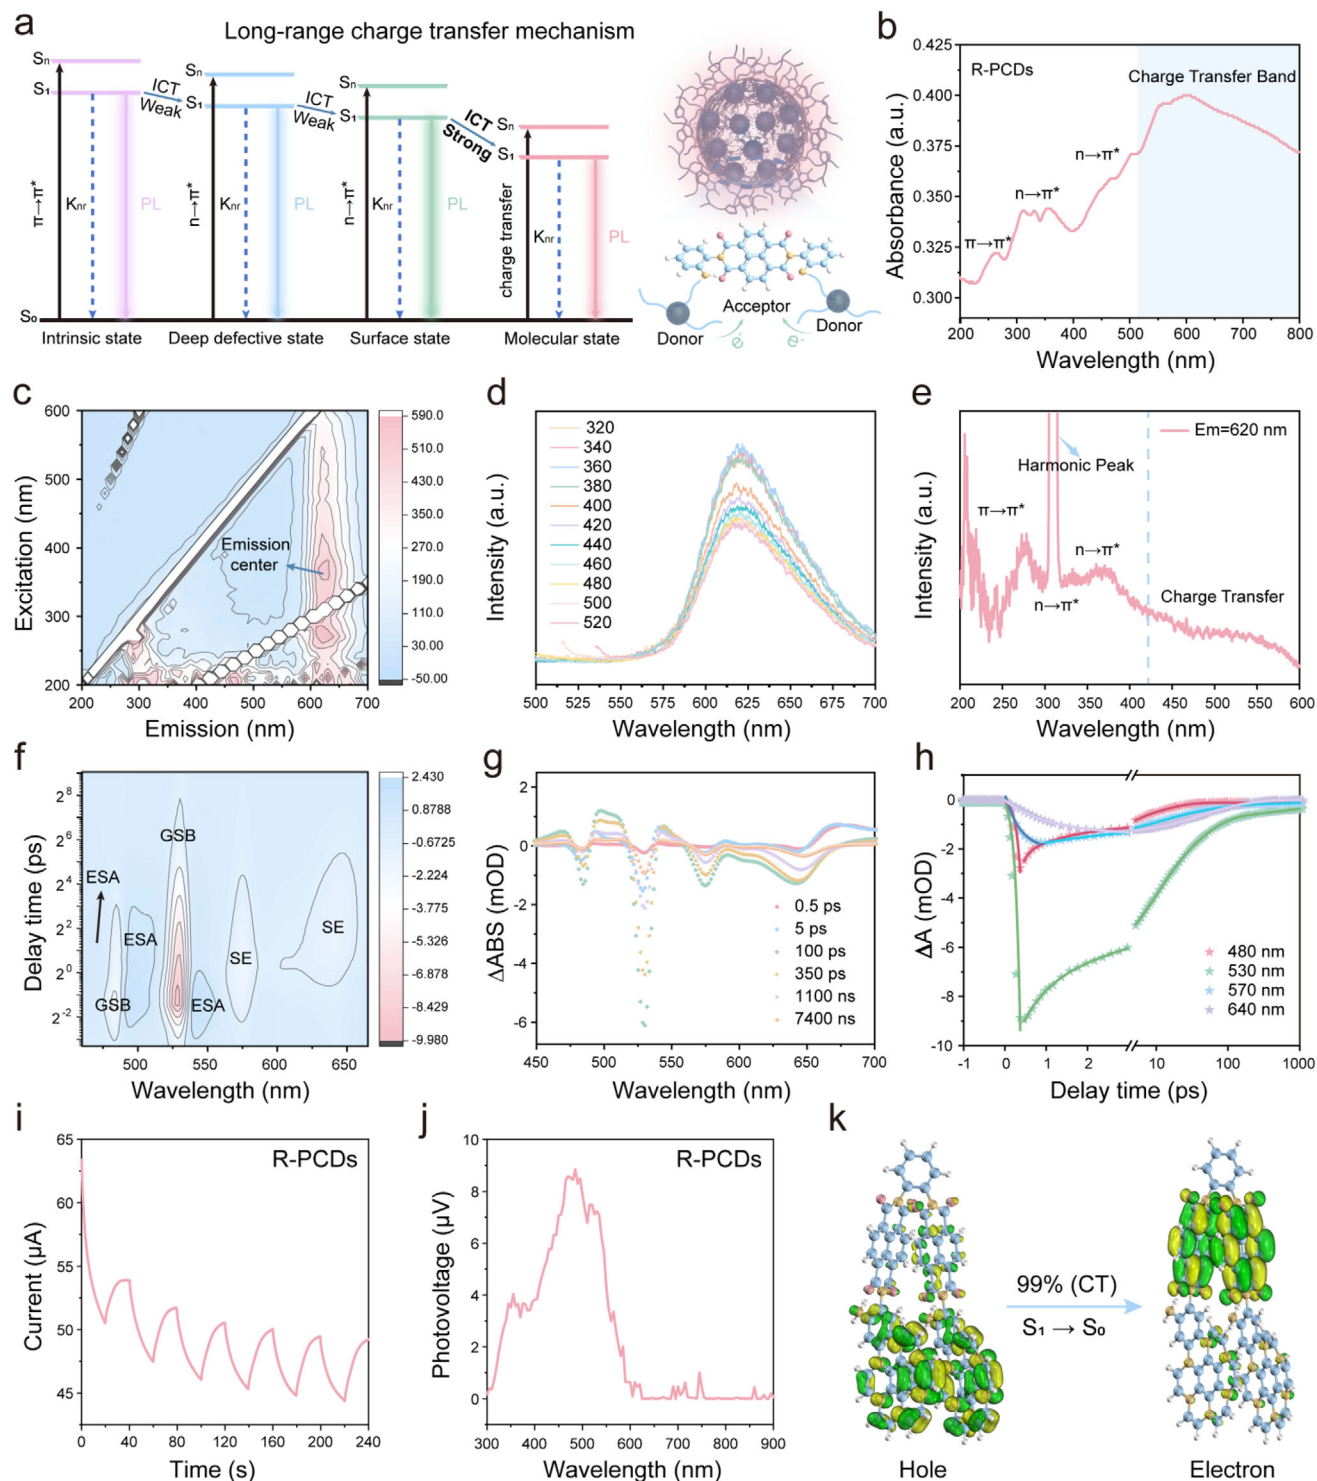 a
Long-range charge transfer mechanism
Sn
S1
π→π*
Knr
PL
ICT
Weak
Sn
S1
n→π*
Knr
PL
ICT
Weak
Sn
S1
n→π*
Knr
PL
ICT
Strong
Sn
S1
charge transfer
Knr
PL
S0
Intrinsic state
Deep defective state
Surface state
Molecular state
Acceptor
Donor
Donor
e-
e-
b
R-PCDs
Charge Transfer Band
π→π*
n→π*
n→π*
Absorbance (a.u.)
0.425
0.400
0.375
0.350
0.325
0.300
200 300 400 500 600 700 800
Wavelength (nm)
c
Excitation (nm)
600
500
400
300
200
Emission
center
200 300 400 500 600 700
Emission (nm)
590.0
510.0
430.0
350.0
270.0
190.0
110.0
30.00
-50.00
d
Intensity (a.u.)
320
340
360
380
400
420
440
460
480
500
520
500 525 550 575 600 625 650 675 700
Wavelength (nm)
e
Intensity (a.u.)
Em=620 nm
Harmonic Peak
π→π*
n→π*
n→π*
Charge Transfer
200 250 300 350 400 450 500 550 600
Wavelength (nm)
f
Delay time (ps)
2^8
2^6
2^4
2^2
2^0
2^-2
ESA
GSB
ESA
SE
SE
GSB
ESA
500 550 600 650
Wavelength (nm)
2.430
0.8788
-0.6725
-2.224
-3.775
-5.326
-6.878
-8.429
-9.980
g
ΔABS (mOD)
2
0
-2
-4
-6
0.5 ps
5 ps
100 ps
350 ps
1100 ns
7400 ns
450 500 550 600 650 700
Wavelength (nm)
h
ΔA (mOD)
0
-2
-4
-6
-8
-10
480 nm
530 nm
570 nm
640 nm
-1 0 1 2 10 100 1000
Delay time (ps)
i
R-PCDs
Current (μA)
65
60
55
50
45
0 40 80 120 160 200 240
Time (s)
j
R-PCDs
Photovoltage (μV)
10
8
6
4
2
0
300 400 500 600 700 800 900
Wavelength (nm)
k
99% (CT)
S1 → S0
Hole
Electron